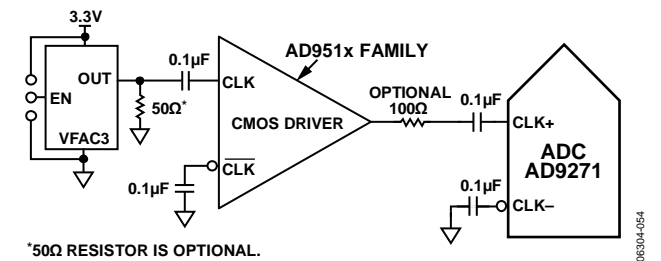 3.3V
OUT
EN
VFAC3
50Ω*
0.1µF
CLK
AD951x FAMILY
CMOS DRIVER
CLK
0.1µF
OPTIONAL
100Ω
0.1µF
CLK+
ADC
AD9271
0.1µF
CLK–
*50Ω RESISTOR IS OPTIONAL.
06304-054